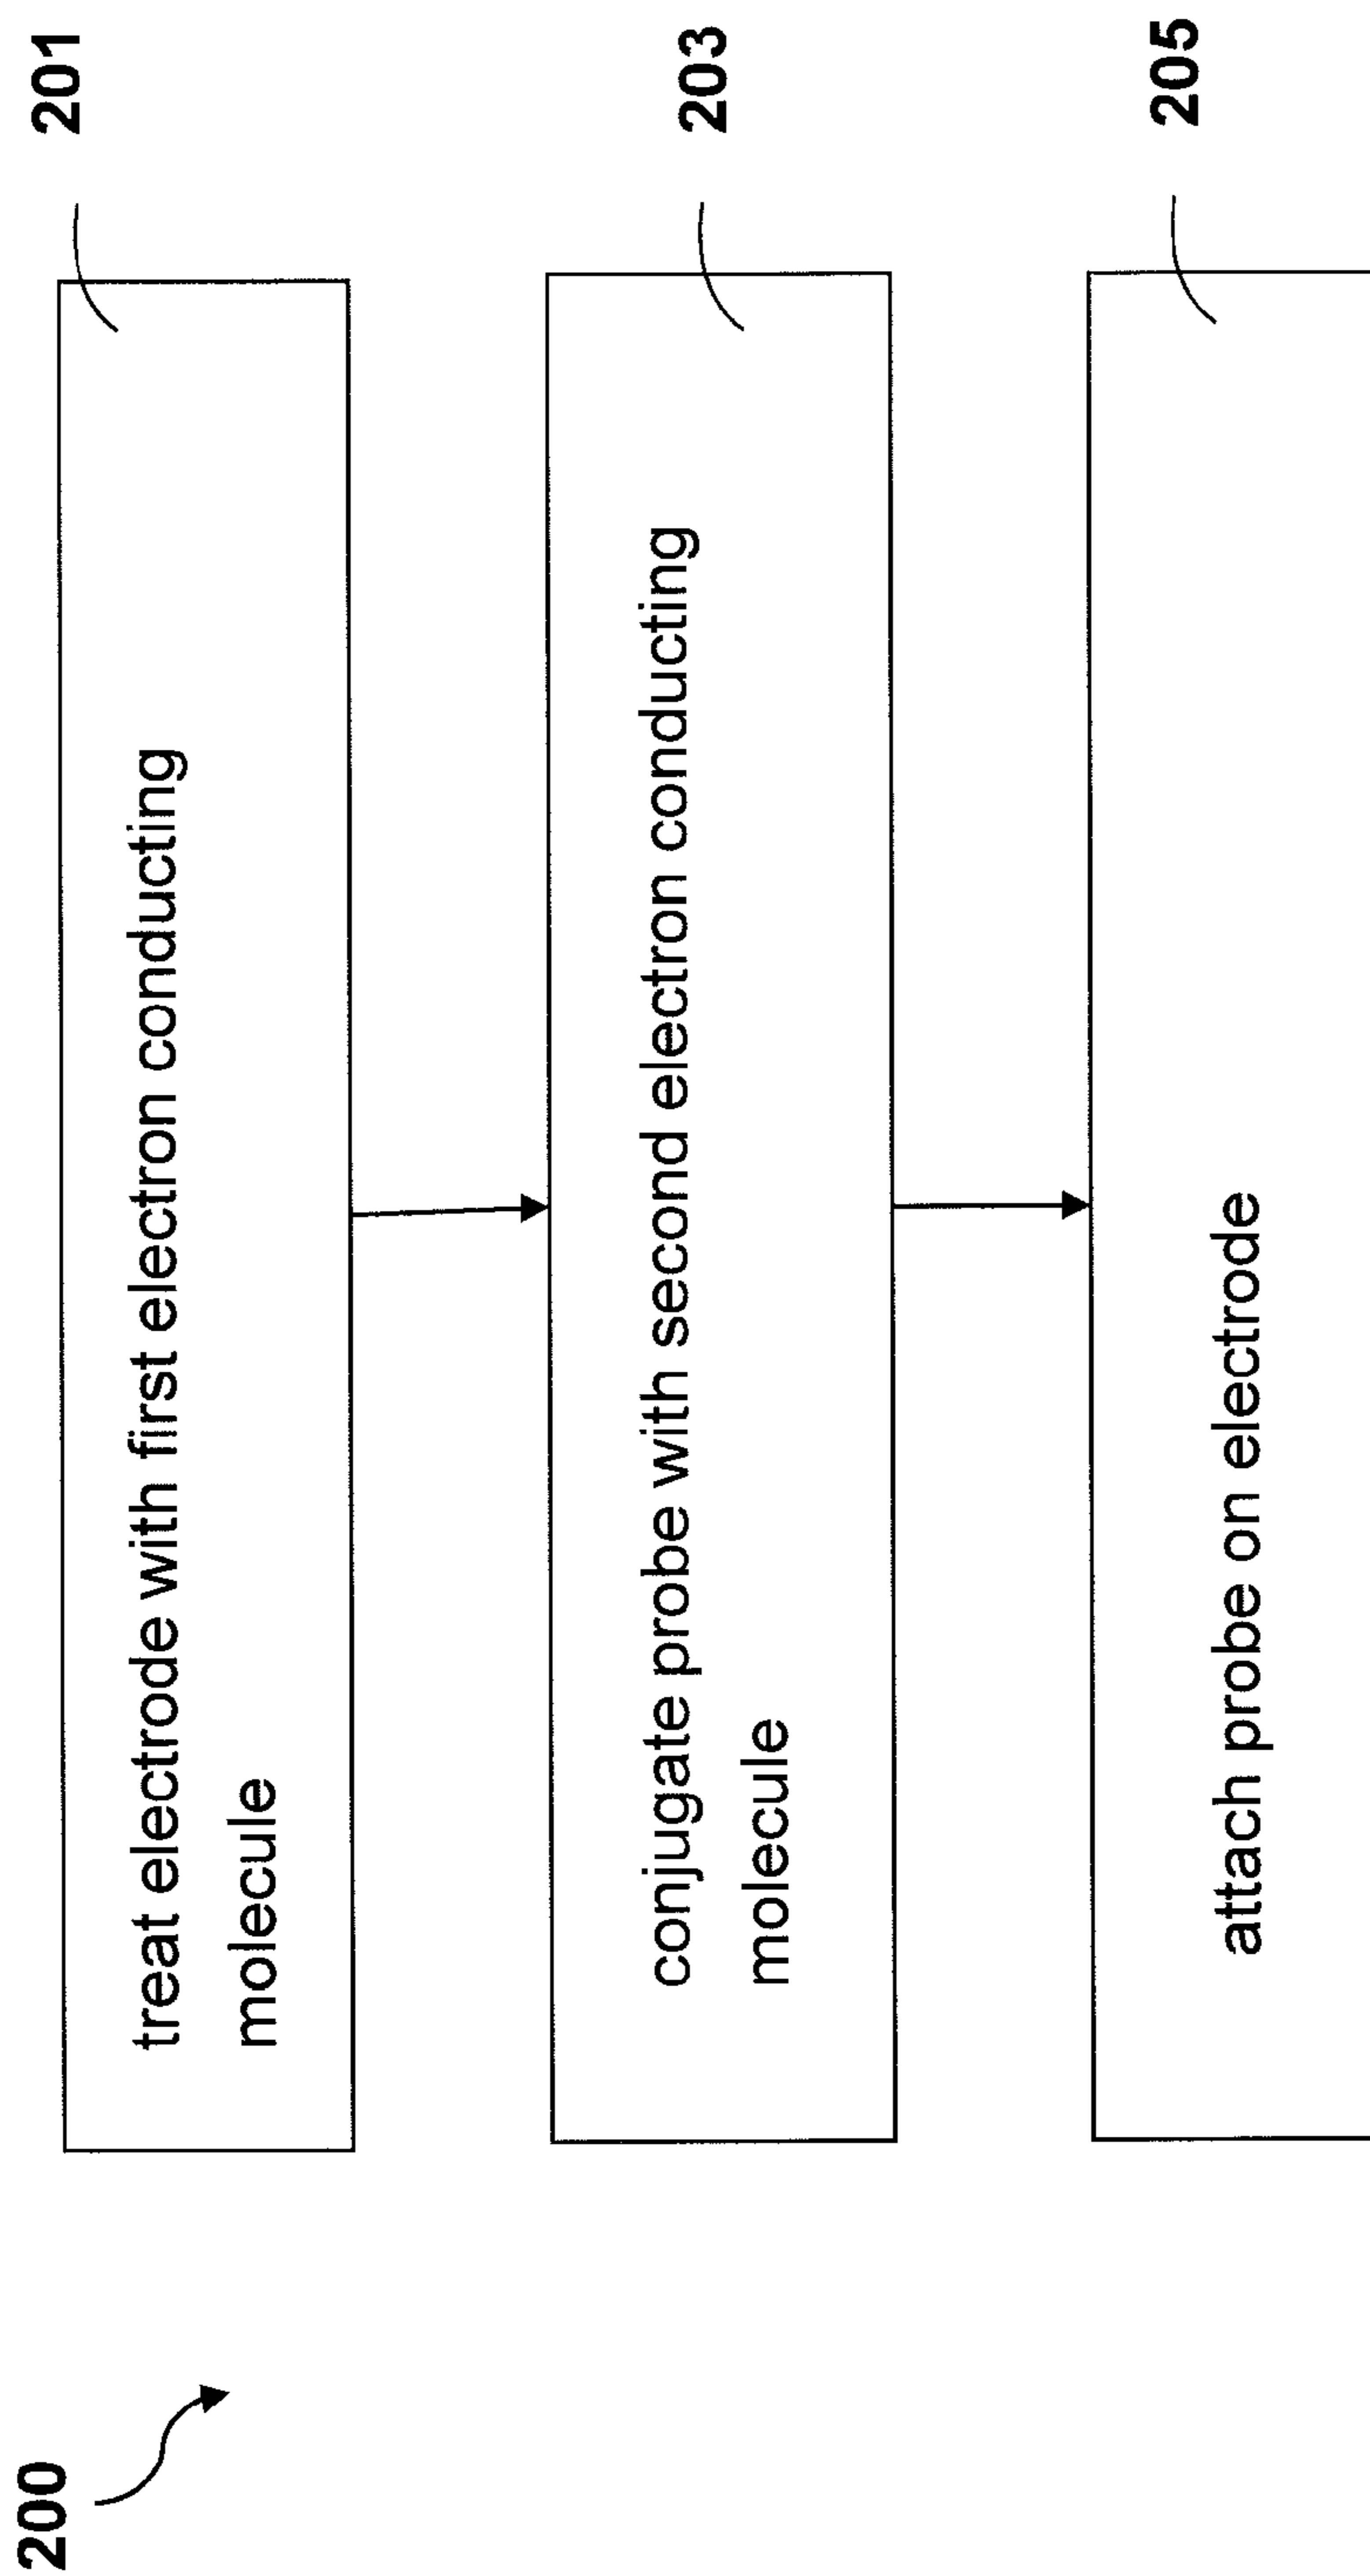 200
201
treat electrode with first electron conducting
molecule
203
conjugate probe with second electron conducting
molecule
205
attach probe on electrode